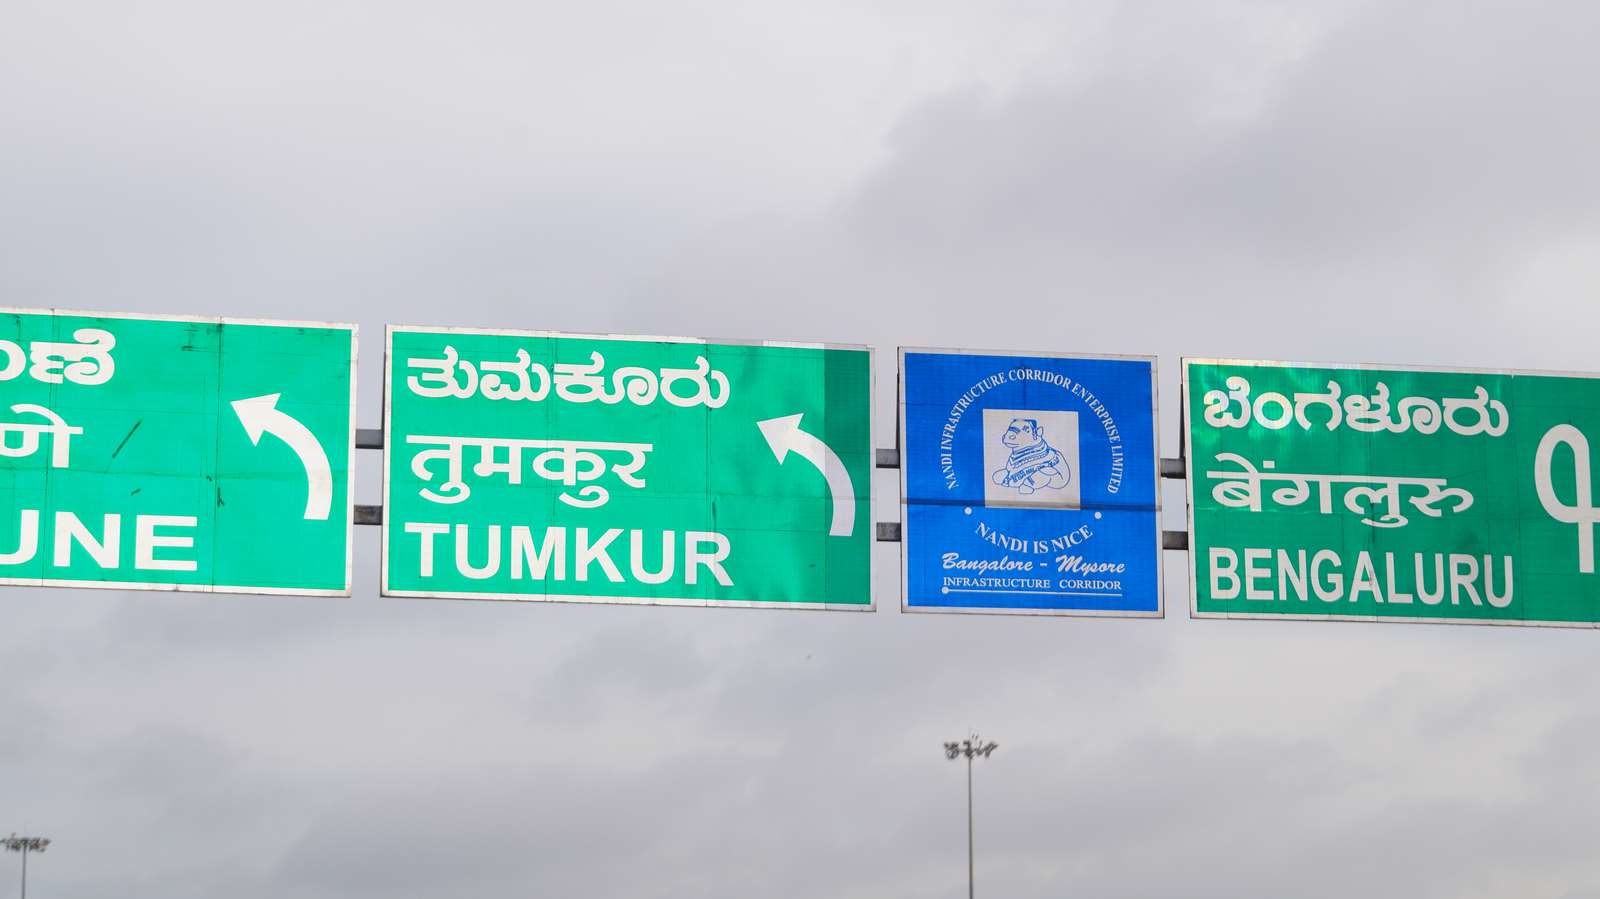 ತುಮಕೂರು
तुमकुर
TUMKUR
NANDI INFRASTRUCTURE CORRIDOR ENTERPRISE LIMITED
NANDI IS NICE
Bangalore - Mysore
INFRASTRUCTURE CORRIDOR
ಬೆಂಗಳೂರು
बेंगलुरु
BENGALURU